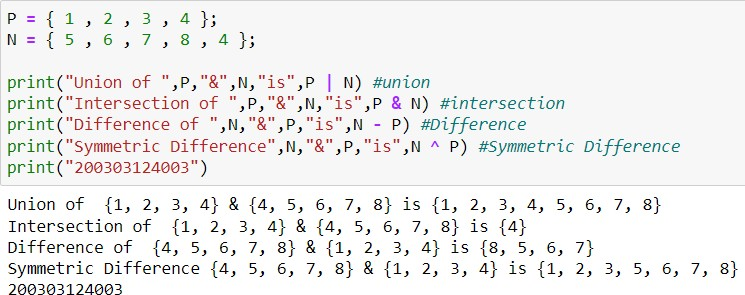 P = { 1 , 2 , 3 , 4 };
N = { 5 , 6 , 7 , 8 , 4 };
print("Union of ",P,"&",N,"is",P | N) #union
print("Intersection of ",P,"&",N,"is",P & N) #intersection
print("Difference of ",N,"&",P,"is",N - P) #Difference
print("Symmetric Difference",N,"&",P,"is",N ^ P) #Symmetric Difference
print("200303124003")
Union of  {1, 2, 3, 4} & {4, 5, 6, 7, 8} is {1, 2, 3, 4, 5, 6, 7, 8}
Intersection of  {1, 2, 3, 4} & {4, 5, 6, 7, 8} is {4}
Difference of  {4, 5, 6, 7, 8} & {1, 2, 3, 4} is {8, 5, 6, 7}
Symmetric Difference {4, 5, 6, 7, 8} & {1, 2, 3, 4} is {1, 2, 3, 5, 6, 7, 8}
200303124003